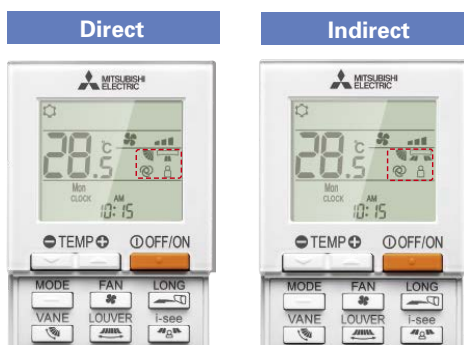 Direct
Indirect
MITSUBISHI
ELECTRIC
28.5 °C
Mon
CLOCK
AM
10:15
TEMP
OFF/ON
MODE
FAN
LONG
VANE
LOUVER
i-see
MITSUBISHI
ELECTRIC
28.5 °C
Mon
CLOCK
AM
10:15
TEMP
OFF/ON
MODE
FAN
LONG
VANE
LOUVER
i-see